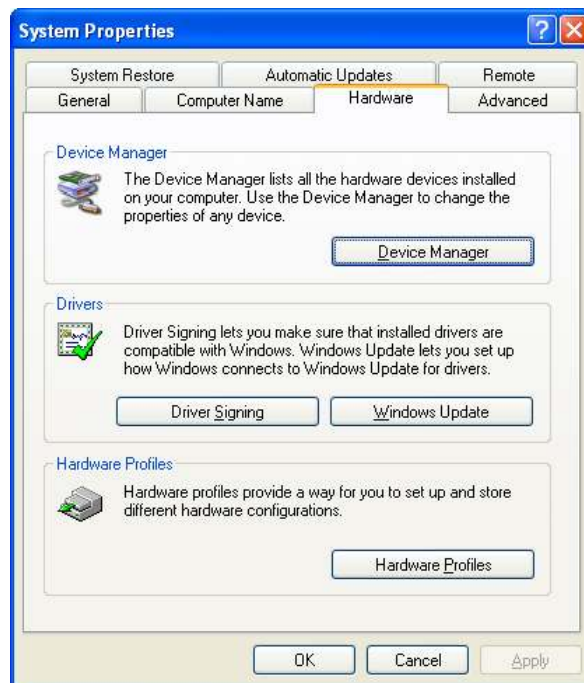 System Properties
System Restore
Automatic Updates
Remote
General
Computer Name
Hardware
Advanced
Device Manager
The Device Manager lists all the hardware devices installed
on your computer. Use the Device Manager to change the
properties of any device.
Device Manager
Drivers
Driver Signing lets you make sure that installed drivers are
compatible with Windows. Windows Update lets you set up
how Windows connects to Windows Update for drivers.
Driver Signing
Windows Update
Hardware Profiles
Hardware profiles provide a way for you to set up and store
different hardware configurations.
Hardware Profiles
OK
Cancel
Apply